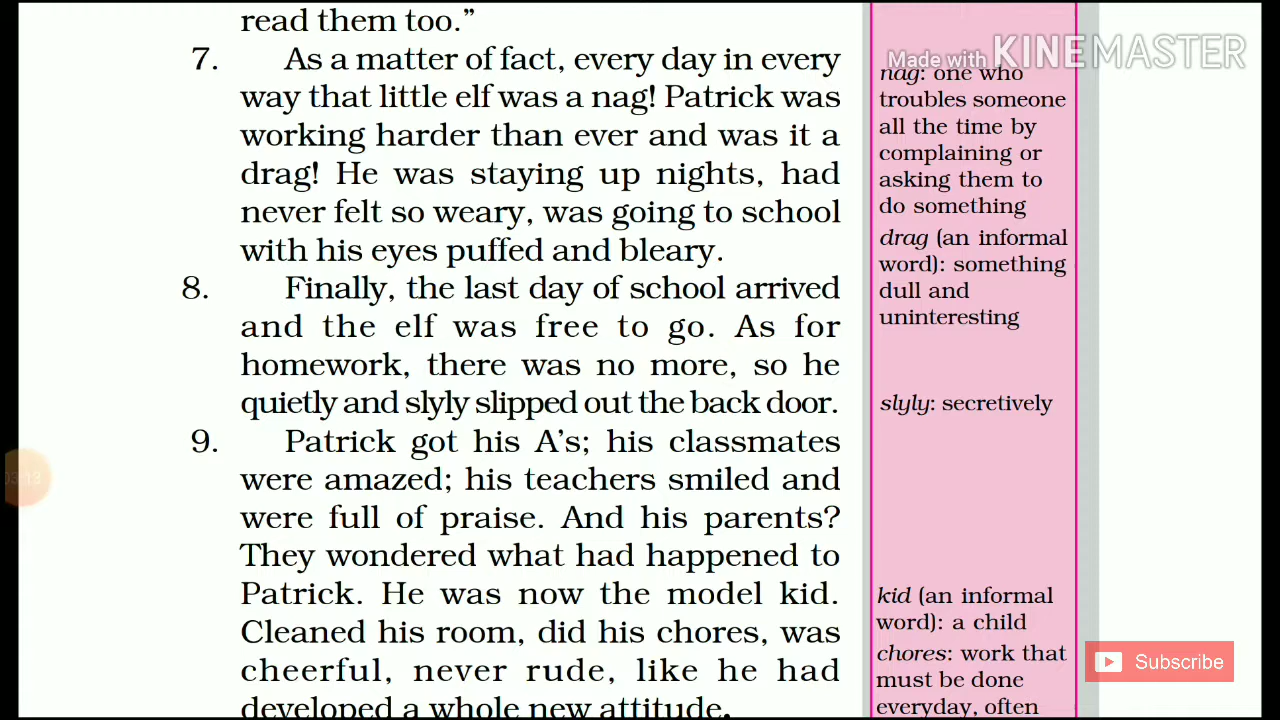 read them too.”
7. As a matter of fact, every day in every
way that little elf was a nag! Patrick was
working harder than ever and was it a
drag! He was staying up nights, had
never felt so weary, was going to school
with his eyes puffed and bleary.
8. Finally, the last day of school arrived
and the elf was free to go. As for
homework, there was no more, so he
quietly and slyly slipped out the back door.
9. Patrick got his A’s; his classmates
were amazed; his teachers smiled and
were full of praise. And his parents?
They wondered what had happened to
Patrick. He was now the model kid.
Cleaned his room, did his chores, was
cheerful, never rude, like he had
developed a whole new attitude.
Made with KINEMASTER
nag: one who
troubles someone
all the time by
complaining or
asking them to
do something
drag (an informal
word): something
dull and
uninteresting
slyly: secretively
kid (an informal
word): a child
chores: work that
must be done
everyday, often
Subscribe